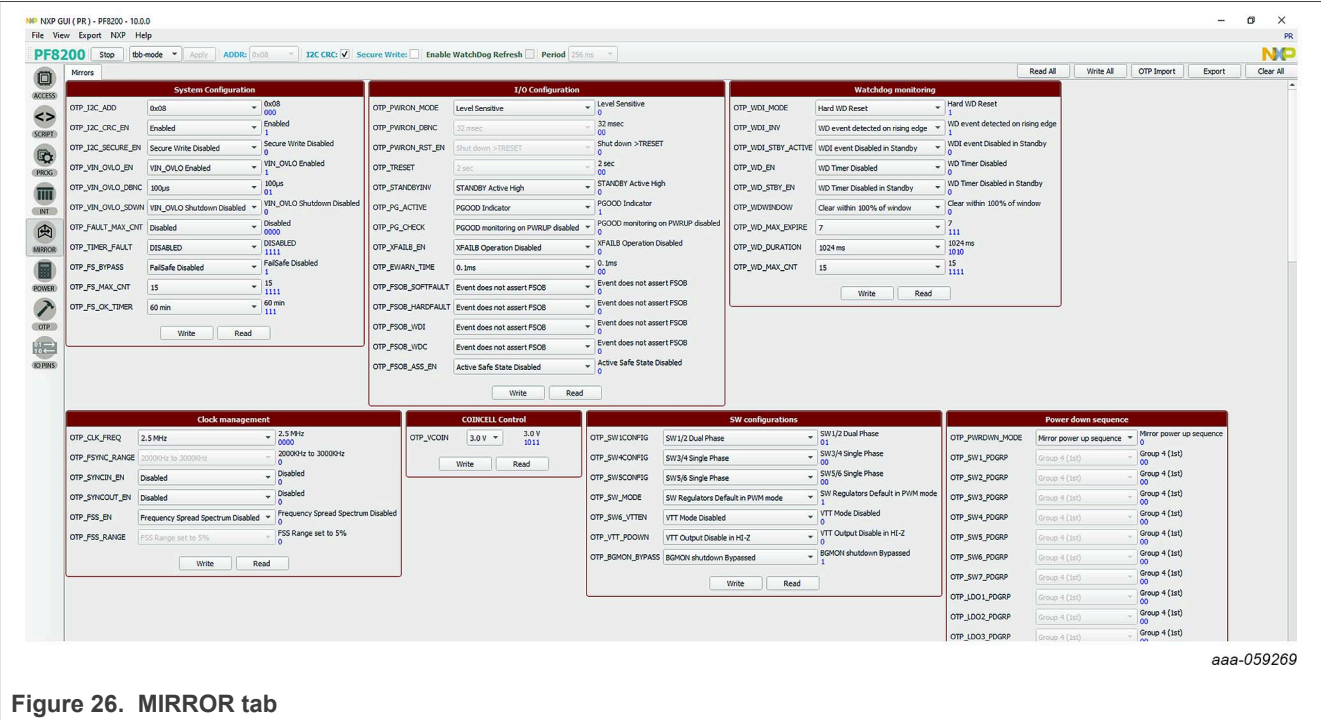 NXP NXP GUI ( PR ) - PF8200 - 10.0.0
File View Export NXP Help
PR
PF8200 Stop tbb-mode Apply ADDR: 0x08 I2C CRC: Secure Write: Enable WatchDog Refresh Period 256 ms NXP
Mirrors Read All Write All OTP Import Export Clear All
ACCESS
SCRIPT
PROG
INT
MIRROR
POWER
OTP
IO PINS
System Configuration
OTP_I2C_ADD 0x08 0x08
000
OTP_I2C_CRC_EN Enabled Enabled
1
OTP_I2C_SECURE_EN Secure Write Disabled Secure Write Disabled
0
OTP_VIN_OVLO_EN VIN_OVLO Enabled VIN_OVLO Enabled
1
OTP_VIN_OVLO_DBNC 100µs 100µs
01
OTP_VIN_OVLO_SDWN VIN_OVLO Shutdown Disabled VIN_OVLO Shutdown Disabled
0
OTP_FAULT_MAX_CNT Disabled Disabled
0000
OTP_TIMER_FAULT DISABLED DISABLED
1111
OTP_FS_BYPASS FailSafe Disabled FailSafe Disabled
1
OTP_FS_MAX_CNT 15 15
1111
OTP_FS_OK_TIMER 60 min 60 min
111
Write Read
I/O Configuration
OTP_PWRON_MODE Level Sensitive Level Sensitive
0
OTP_PWRON_DBNC 32 msec 32 msec
00
OTP_PWRON_RST_EN Shut down >TRESET Shut down >TRESET
0
OTP_TRESET 2 sec 2 sec
00
OTP_STANDBYINV STANDBY Active High STANDBY Active High
0
OTP_PG_ACTIVE PGOOD Indicator PGOOD Indicator
1
OTP_PG_CHECK PGOOD monitoring on PWRUP disabled PGOOD monitoring on PWRUP disabled
0
OTP_XFAILB_EN XFAILB Operation Disabled XFAILB Operation Disabled
0
OTP_EWARN_TIME 0.1ms 0.1ms
00
OTP_FSOB_SOFTFAULT Event does not assert FSOB Event does not assert FSOB
0
OTP_FSOB_HARDFAULT Event does not assert FSOB Event does not assert FSOB
0
OTP_FSOB_WDI Event does not assert FSOB Event does not assert FSOB
0
OTP_FSOB_WDC Event does not assert FSOB Event does not assert FSOB
0
OTP_FSOB_ASS_EN Active Safe State Disabled Active Safe State Disabled
0
Write Read
Watchdog monitoring
OTP_WDI_MODE Hard WD Reset Hard WD Reset
1
OTP_WDI_INV WD event detected on rising edge WD event detected on rising edge
1
OTP_WDI_STBY_ACTIVE WDI event Disabled in Standby WDI event Disabled in Standby
0
OTP_WD_EN WD Timer Disabled WD Timer Disabled
0
OTP_WD_STBY_EN WD Timer Disabled in Standby WD Timer Disabled in Standby
0
OTP_WDWINDOW Clear within 100% of window Clear within 100% of window
0
OTP_WD_MAX_EXPIRE 7 7
111
OTP_WD_DURATION 1024 ms 1024 ms
1010
OTP_WD_MAX_CNT 15 15
1111
Write Read
Clock management
OTP_CLK_FREQ 2.5 MHz 2.5 MHz
0000
OTP_FSYNC_RANGE 2000KHz to 3000KHz 2000KHz to 3000KHz
0
OTP_SYNCIN_EN Disabled Disabled
0
OTP_SYNCOUT_EN Disabled Disabled
0
OTP_FSS_EN Frequency Spread Spectrum Disabled Frequency Spread Spectrum Disabled
0
OTP_FSS_RANGE FSS Range set to 5% FSS Range set to 5%
0
Write Read
COINCELL Control
OTP_VCOIN 3.0 V 3.0 V
1011
Write Read
SW configurations
OTP_SW1CONFIG SW1/2 Dual Phase SW1/2 Dual Phase
01
OTP_SW4CONFIG SW3/4 Single Phase SW3/4 Single Phase
00
OTP_SW5CONFIG SW5/6 Single Phase SW5/6 Single Phase
00
OTP_SW_MODE SW Regulators Default in PWM mode SW Regulators Default in PWM mode
1
OTP_SW6_VTTEN VTT Mode Disabled VTT Mode Disabled
0
OTP_VTT_PDOWN VTT Output Disable in HI-Z VTT Output Disable in HI-Z
0
OTP_BGMON_BYPASS BGMON shutdown Bypassed BGMON shutdown Bypassed
1
Write Read
Power down sequence
OTP_PWRDWN_MODE Mirror power up sequence Mirror power up sequence
0
OTP_SW1_PDGRP Group 4 (1st) Group 4 (1st)
00
OTP_SW2_PDGRP Group 4 (1st) Group 4 (1st)
00
OTP_SW3_PDGRP Group 4 (1st) Group 4 (1st)
00
OTP_SW4_PDGRP Group 4 (1st) Group 4 (1st)
00
OTP_SW5_PDGRP Group 4 (1st) Group 4 (1st)
00
OTP_SW6_PDGRP Group 4 (1st) Group 4 (1st)
00
OTP_SW7_PDGRP Group 4 (1st) Group 4 (1st)
00
OTP_LDO1_PDGRP Group 4 (1st) Group 4 (1st)
00
OTP_LDO2_PDGRP Group 4 (1st) Group 4 (1st)
00
OTP_LDO3_PDGRP Group 4 (1st) Group 4 (1st)
aaa-059269
Figure 26. MIRROR tab